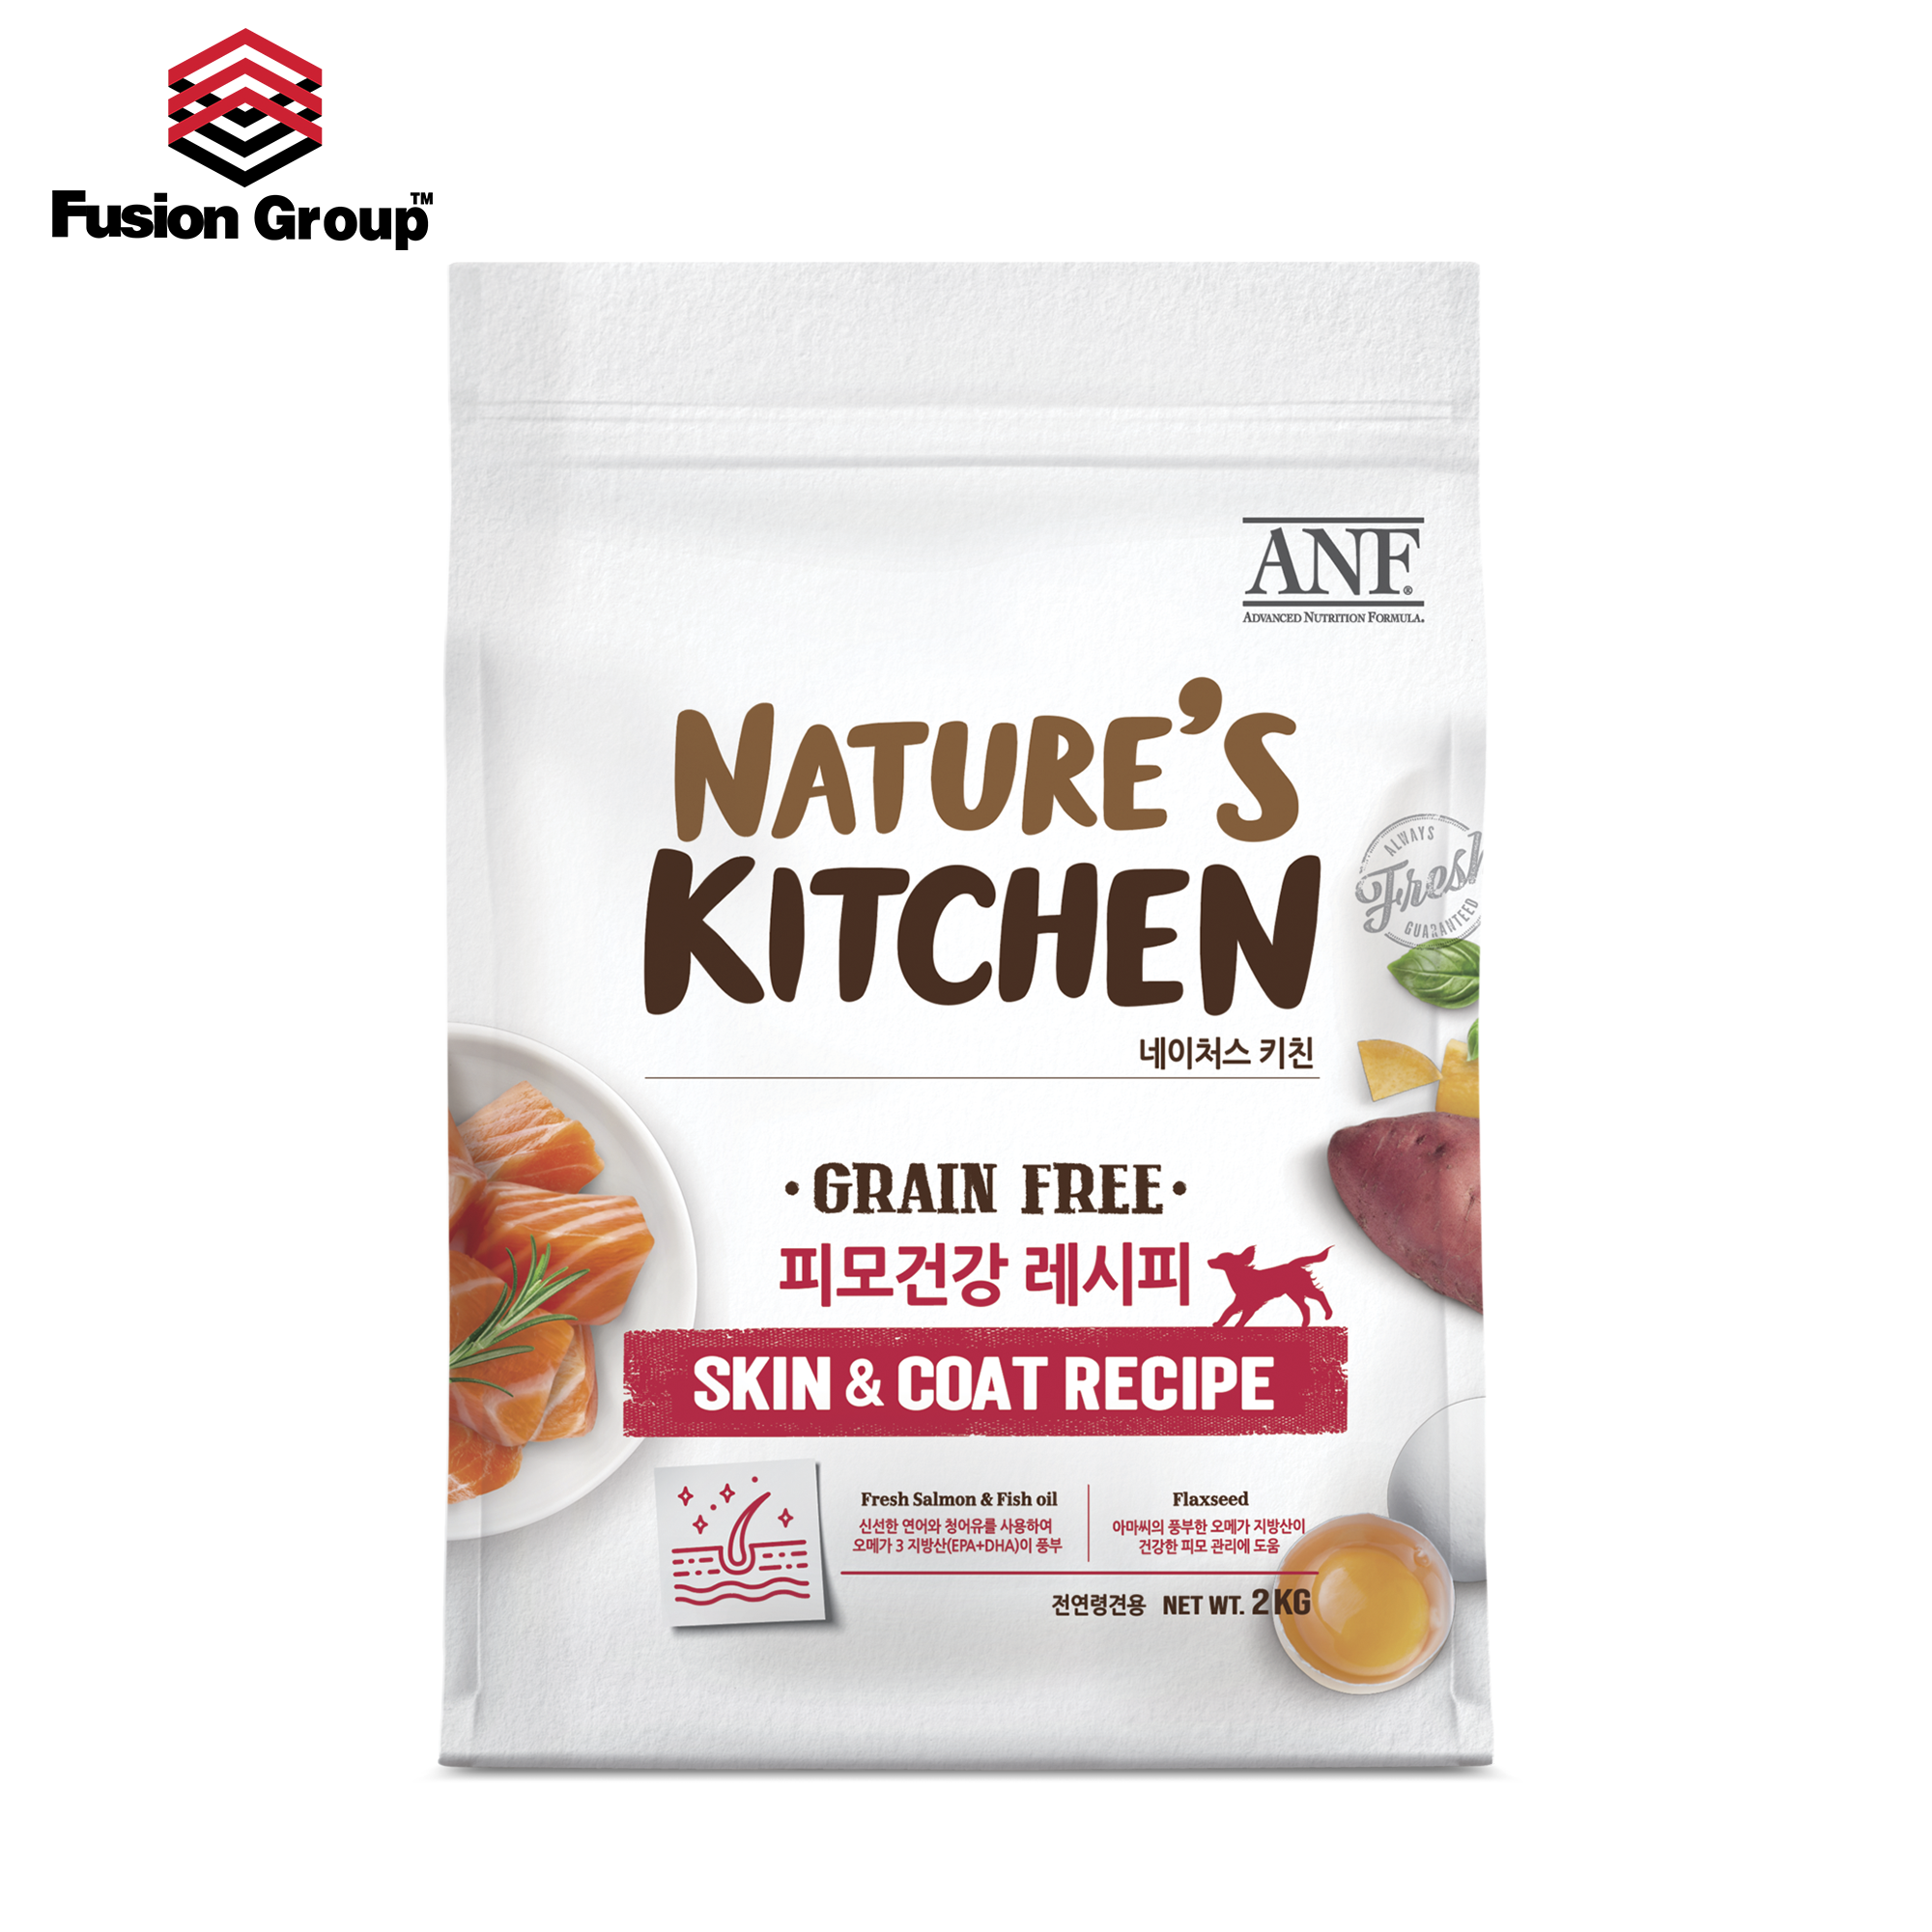 Fusion Group™
ANF®
ADVANCED NUTRITION FORMULA®
NATURE'S
KITCHEN
네이처스 키친
ALWAYS
Fresh
GUARANTEED
·GRAIN FREE·
피모건강 레시피
SKIN & COAT RECIPE
Fresh Salmon & Fish oil
신선한 연어와 청어유를 사용하여
오메가 3 지방산(EPA+DHA)이 풍부
Flaxseed
아마씨의 풍부한 오메가 지방산이
건강한 피모 관리에 도움
전연령견용 NET WT. 2KG